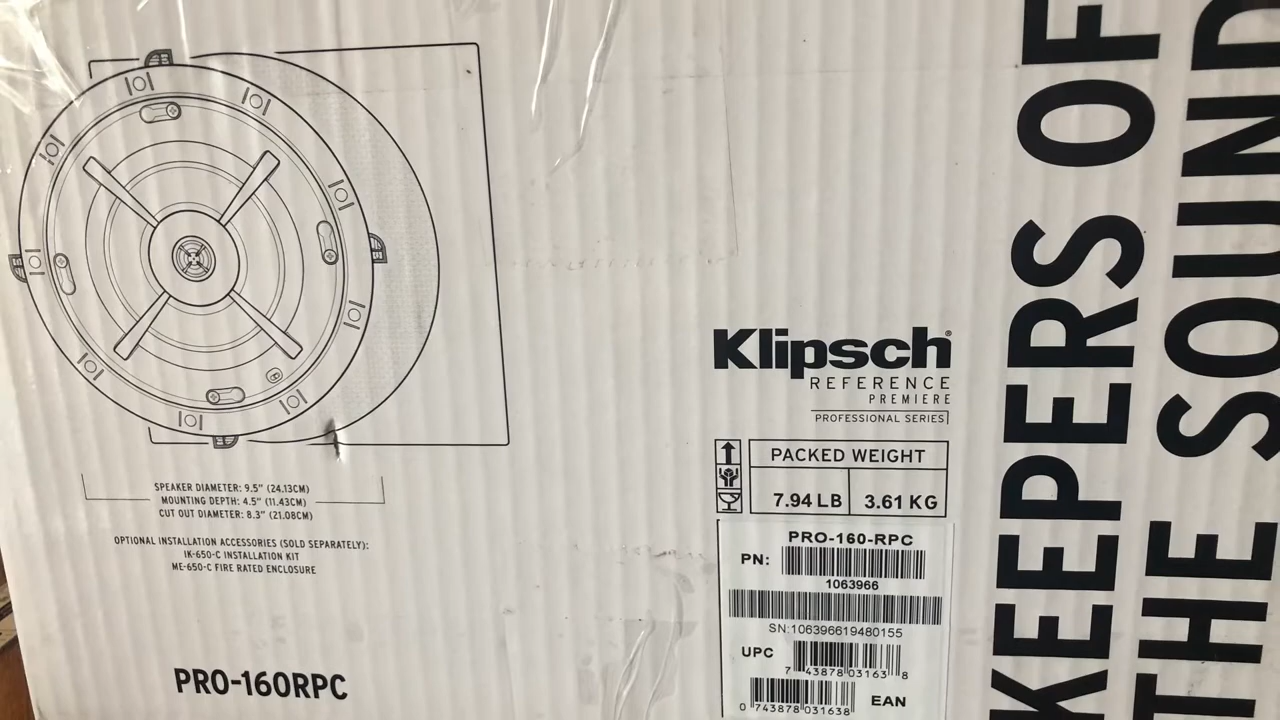 SPEAKER DIAMETER: 9.5" (24.13CM)
MOUNTING DEPTH: 4.5" (11.43CM)
CUT OUT DIAMETER: 8.3" (21.08CM)
OPTIONAL INSTALLATION ACCESSORIES (SOLD SEPARATELY):
IK-650-C INSTALLATION KIT
ME-650-C FIRE RATED ENCLOSURE
PRO-160RPC
Klipsch®
REFERENCE
PREMIERE
PROFESSIONAL SERIES
PACKED WEIGHT
7.94 LB 3.61 KG
PRO-160-RPC
PN:
1063966
SN:106396619480155
UPC
7 43878 03163 8
0 743878 031638 EAN
KEEPERS OF
THE SOUND